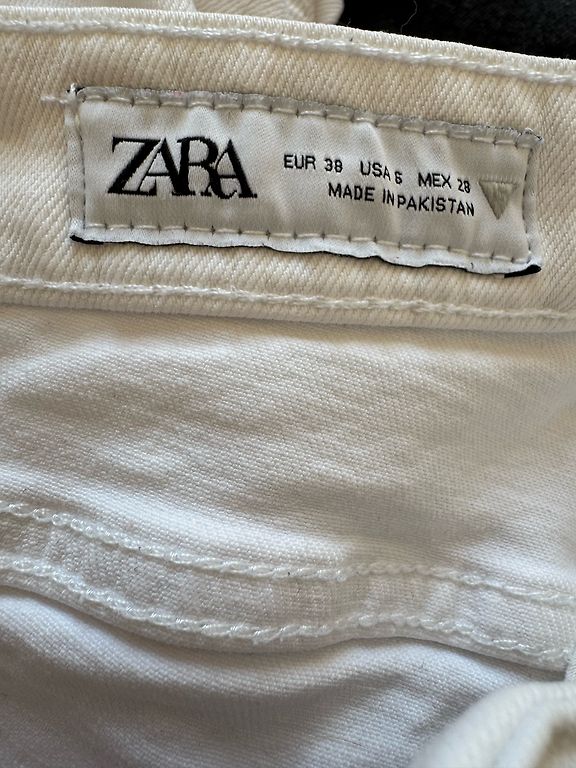 ZARA
EUR 38 USA 6 MEX 28
MADE IN PAKISTAN